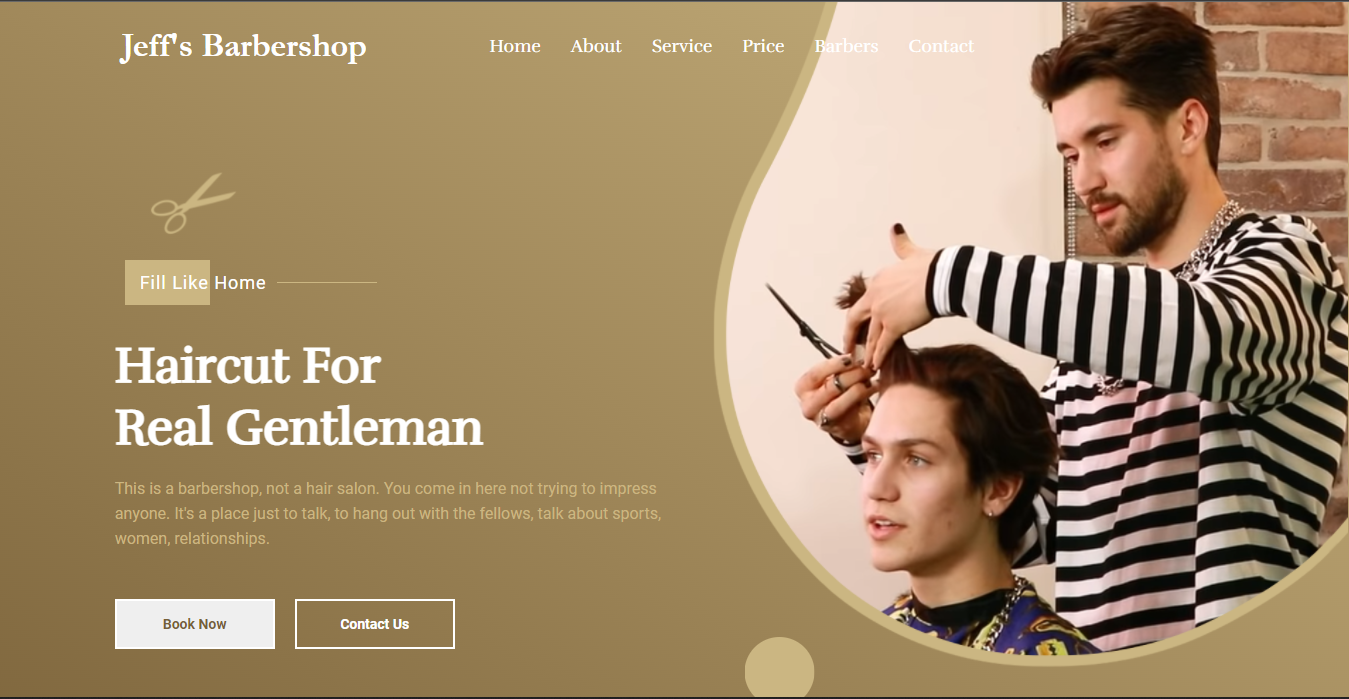 Jeff's Barbershop
Home About Service Price Barbers Contact
Fill Like Home
Haircut For
Real Gentleman
This is a barbershop, not a hair salon. You come in here not trying to impress
anyone. It's a place just to talk, to hang out with the fellows, talk about sports,
women, relationships.
Book Now
Contact Us